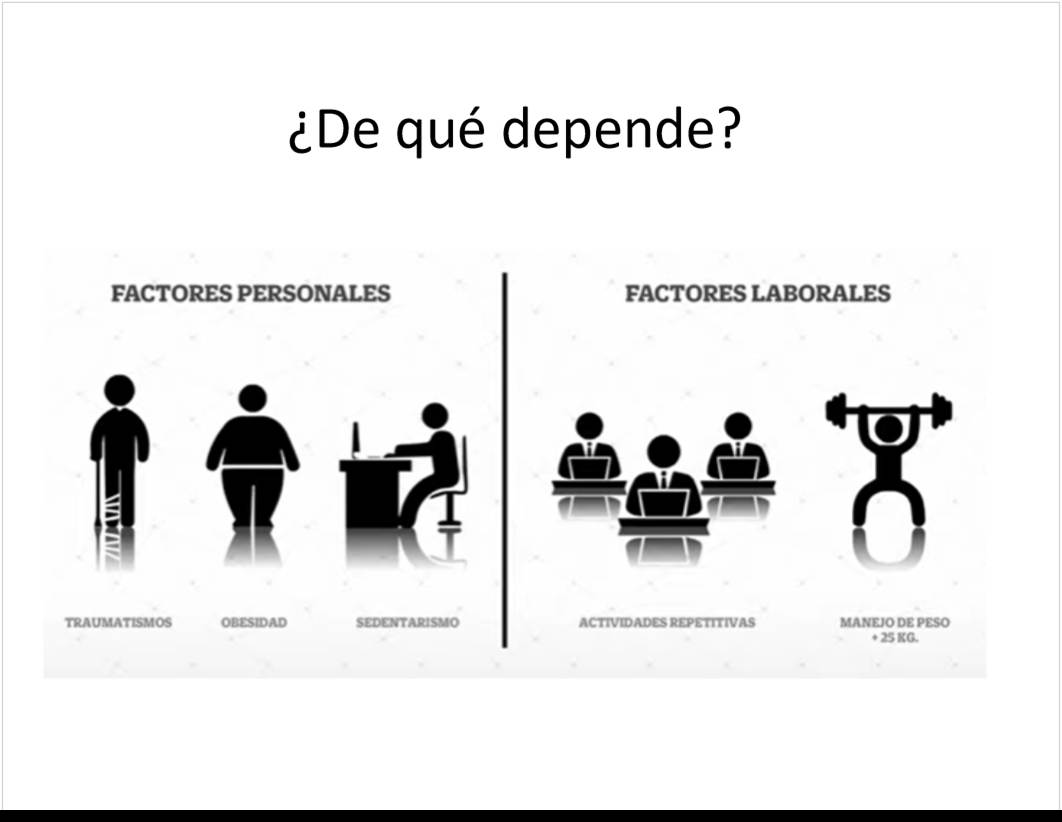 ¿De qué depende?
FACTORES PERSONALES
TRAUMATISMOS
OBESIDAD
SEDENTARISMO
FACTORES LABORALES
ACTIVIDADES REPETITIVAS
MANEJO DE PESO
+ 25 KG.